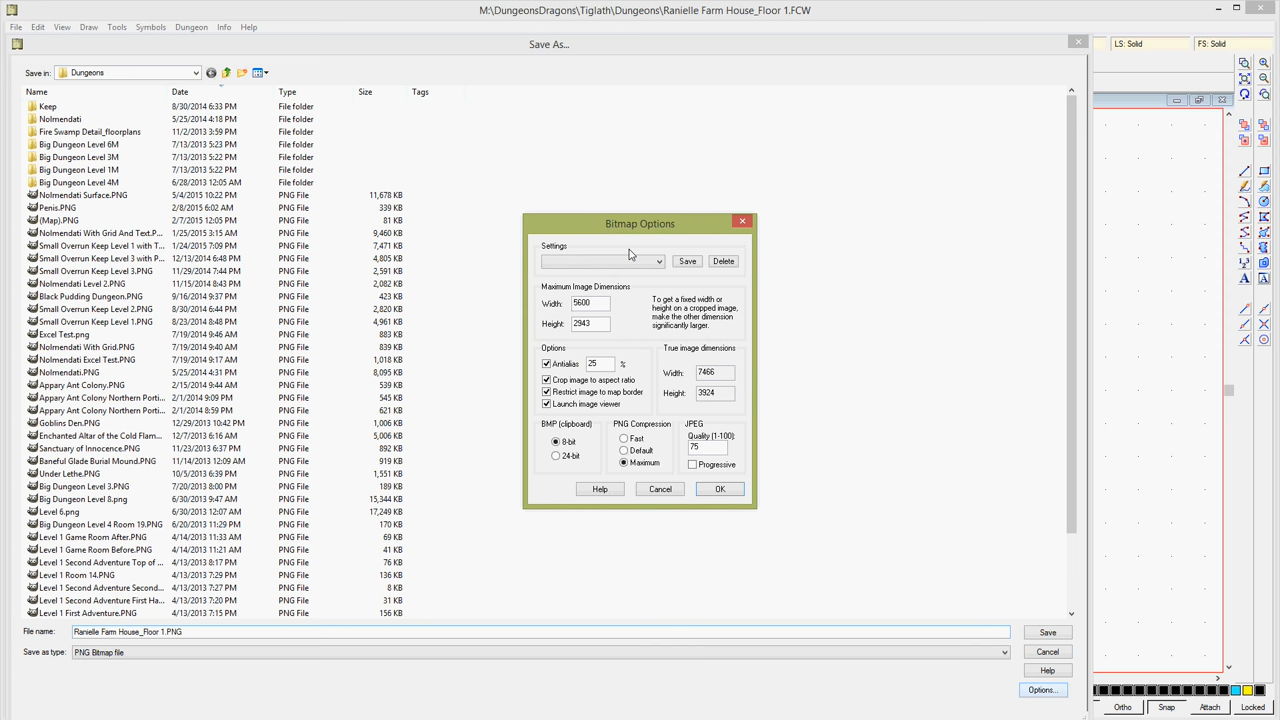 M:\DungeonsDragons\Tiglath\Dungeons\Ranielle Farm House_Floor 1.FCW
File Edit View Draw Tools Symbols Dungeon Info Help
Save As...
LS: Solid FS: Solid
Save in: Dungeons
Name Date Type Size Tags
Keep 8/30/2014 6:33 PM File folder
Nolmendati 5/25/2014 4:18 PM File folder
Fire Swamp Detail_floorplans 11/2/2013 3:59 PM File folder
Big Dungeon Level 6M 7/13/2013 5:23 PM File folder
Big Dungeon Level 3M 7/13/2013 5:22 PM File folder
Big Dungeon Level 1M 7/13/2013 5:22 PM File folder
Big Dungeon Level 4M 6/28/2013 12:05 AM File folder
Nolmendati Surface.PNG 5/4/2015 10:22 PM PNG File 11,678 KB
Penis.PNG 2/8/2015 6:02 AM PNG File 339 KB
(Map).PNG 2/7/2015 12:05 PM PNG File 81 KB
Nolmendati With Grid And Text.P... 1/25/2015 3:15 PM PNG File 9,460 KB
Small Overrun Keep Level 1 with T... 1/24/2015 7:09 PM PNG File 7,471 KB
Small Overrun Keep Level 3 with P... 12/13/2014 6:48 PM PNG File 4,805 KB
Small Overrun Keep Level 3.PNG 11/29/2014 7:44 PM PNG File 2,591 KB
Nolmendati Level 2.PNG 11/15/2014 8:43 PM PNG File 2,082 KB
Black Pudding Dungeon.PNG 9/16/2014 9:37 PM PNG File 423 KB
Small Overrun Keep Level 2.PNG 8/30/2014 6:44 PM PNG File 2,820 KB
Small Overrun Keep Level 1.PNG 8/23/2014 8:48 PM PNG File 4,961 KB
Excel Test.png 7/19/2014 9:46 AM PNG File 883 KB
Nolmendati With Grid.PNG 7/19/2014 9:17 AM PNG File 839 KB
Nolmendati Excel Test.PNG 7/19/2014 9:17 AM PNG File 1,018 KB
Nolmendati.PNG 5/25/2014 4:31 PM PNG File 8,095 KB
Appary Ant Colony.PNG 2/15/2014 9:44 AM PNG File 538 KB
Appary Ant Colony Northern Porti... 2/1/2014 9:09 PM PNG File 545 KB
Appary Ant Colony Northern Porti... 2/1/2014 8:59 PM PNG File 621 KB
Goblins Den.PNG 12/29/2013 10:42 PM PNG File 1,006 KB
Enchanted Altar of the Cold Flam... 12/7/2013 6:16 AM PNG File 5,006 KB
Sanctuary of Innocence.PNG 11/23/2013 6:37 PM PNG File 892 KB
Baneful Glade Burial Mound.PNG 11/14/2013 12:09 AM PNG File 919 KB
Under Lethe.PNG 10/5/2013 6:39 PM PNG File 1,551 KB
Big Dungeon Level 3.PNG 7/20/2013 8:00 PM PNG File 189 KB
Big Dungeon Level 8.png 6/30/2013 9:47 AM PNG File 15,344 KB
Level 6.png 6/30/2013 12:07 AM PNG File 17,249 KB
Big Dungeon Level 4 Room 19.PNG 6/20/2013 11:29 PM PNG File 170 KB
Level 1 Game Room After.PNG 4/14/2013 11:33 AM PNG File 69 KB
Level 1 Game Room Before.PNG 4/14/2013 11:21 AM PNG File 41 KB
Level 1 Second Adventure Top of ... 4/13/2013 8:17 PM PNG File 76 KB
Level 1 Room 14.PNG 4/13/2013 7:29 PM PNG File 136 KB
Level 1 Second Adventure Second... 4/13/2013 7:27 PM PNG File 8 KB
Level 1 Second Adventure First Ha... 4/13/2013 7:20 PM PNG File 31 KB
Level 1 First Adventure.PNG 4/13/2013 7:15 PM PNG File 156 KB
Bitmap Options
Settings
Save Delete
Maximum Image Dimensions
Width: 5600
Height: 2943
To get a fixed width or
height on a cropped image,
make the other dimension
significantly larger.
Options
Antialias 25 %
Crop image to aspect ratio
Restrict image to map border
Launch image viewer
True image dimensions
Width: 7466
Height: 3924
BMP (clipboard)
8-bit
24-bit
PNG Compression
Fast
Default
Maximum
JPEG
Quality (1-100):
75
Progressive
Help Cancel OK
File name: Ranielle Farm House_Floor 1.PNG Save
Save as type: PNG Bitmap file Cancel
Help
Options...
Ortho Snap Attach Locked